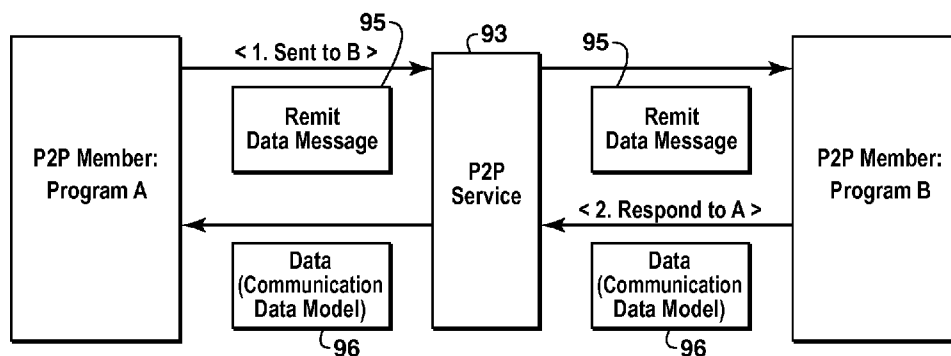 95
93
95
< 1. Sent to B >
Remit
Data Message
Remit
Data Message
P2P Member:
Program A
P2P
Service
P2P Member:
Program B
< 2. Respond to A >
Data
(Communication
Data Model)
Data
(Communication
Data Model)
96
96